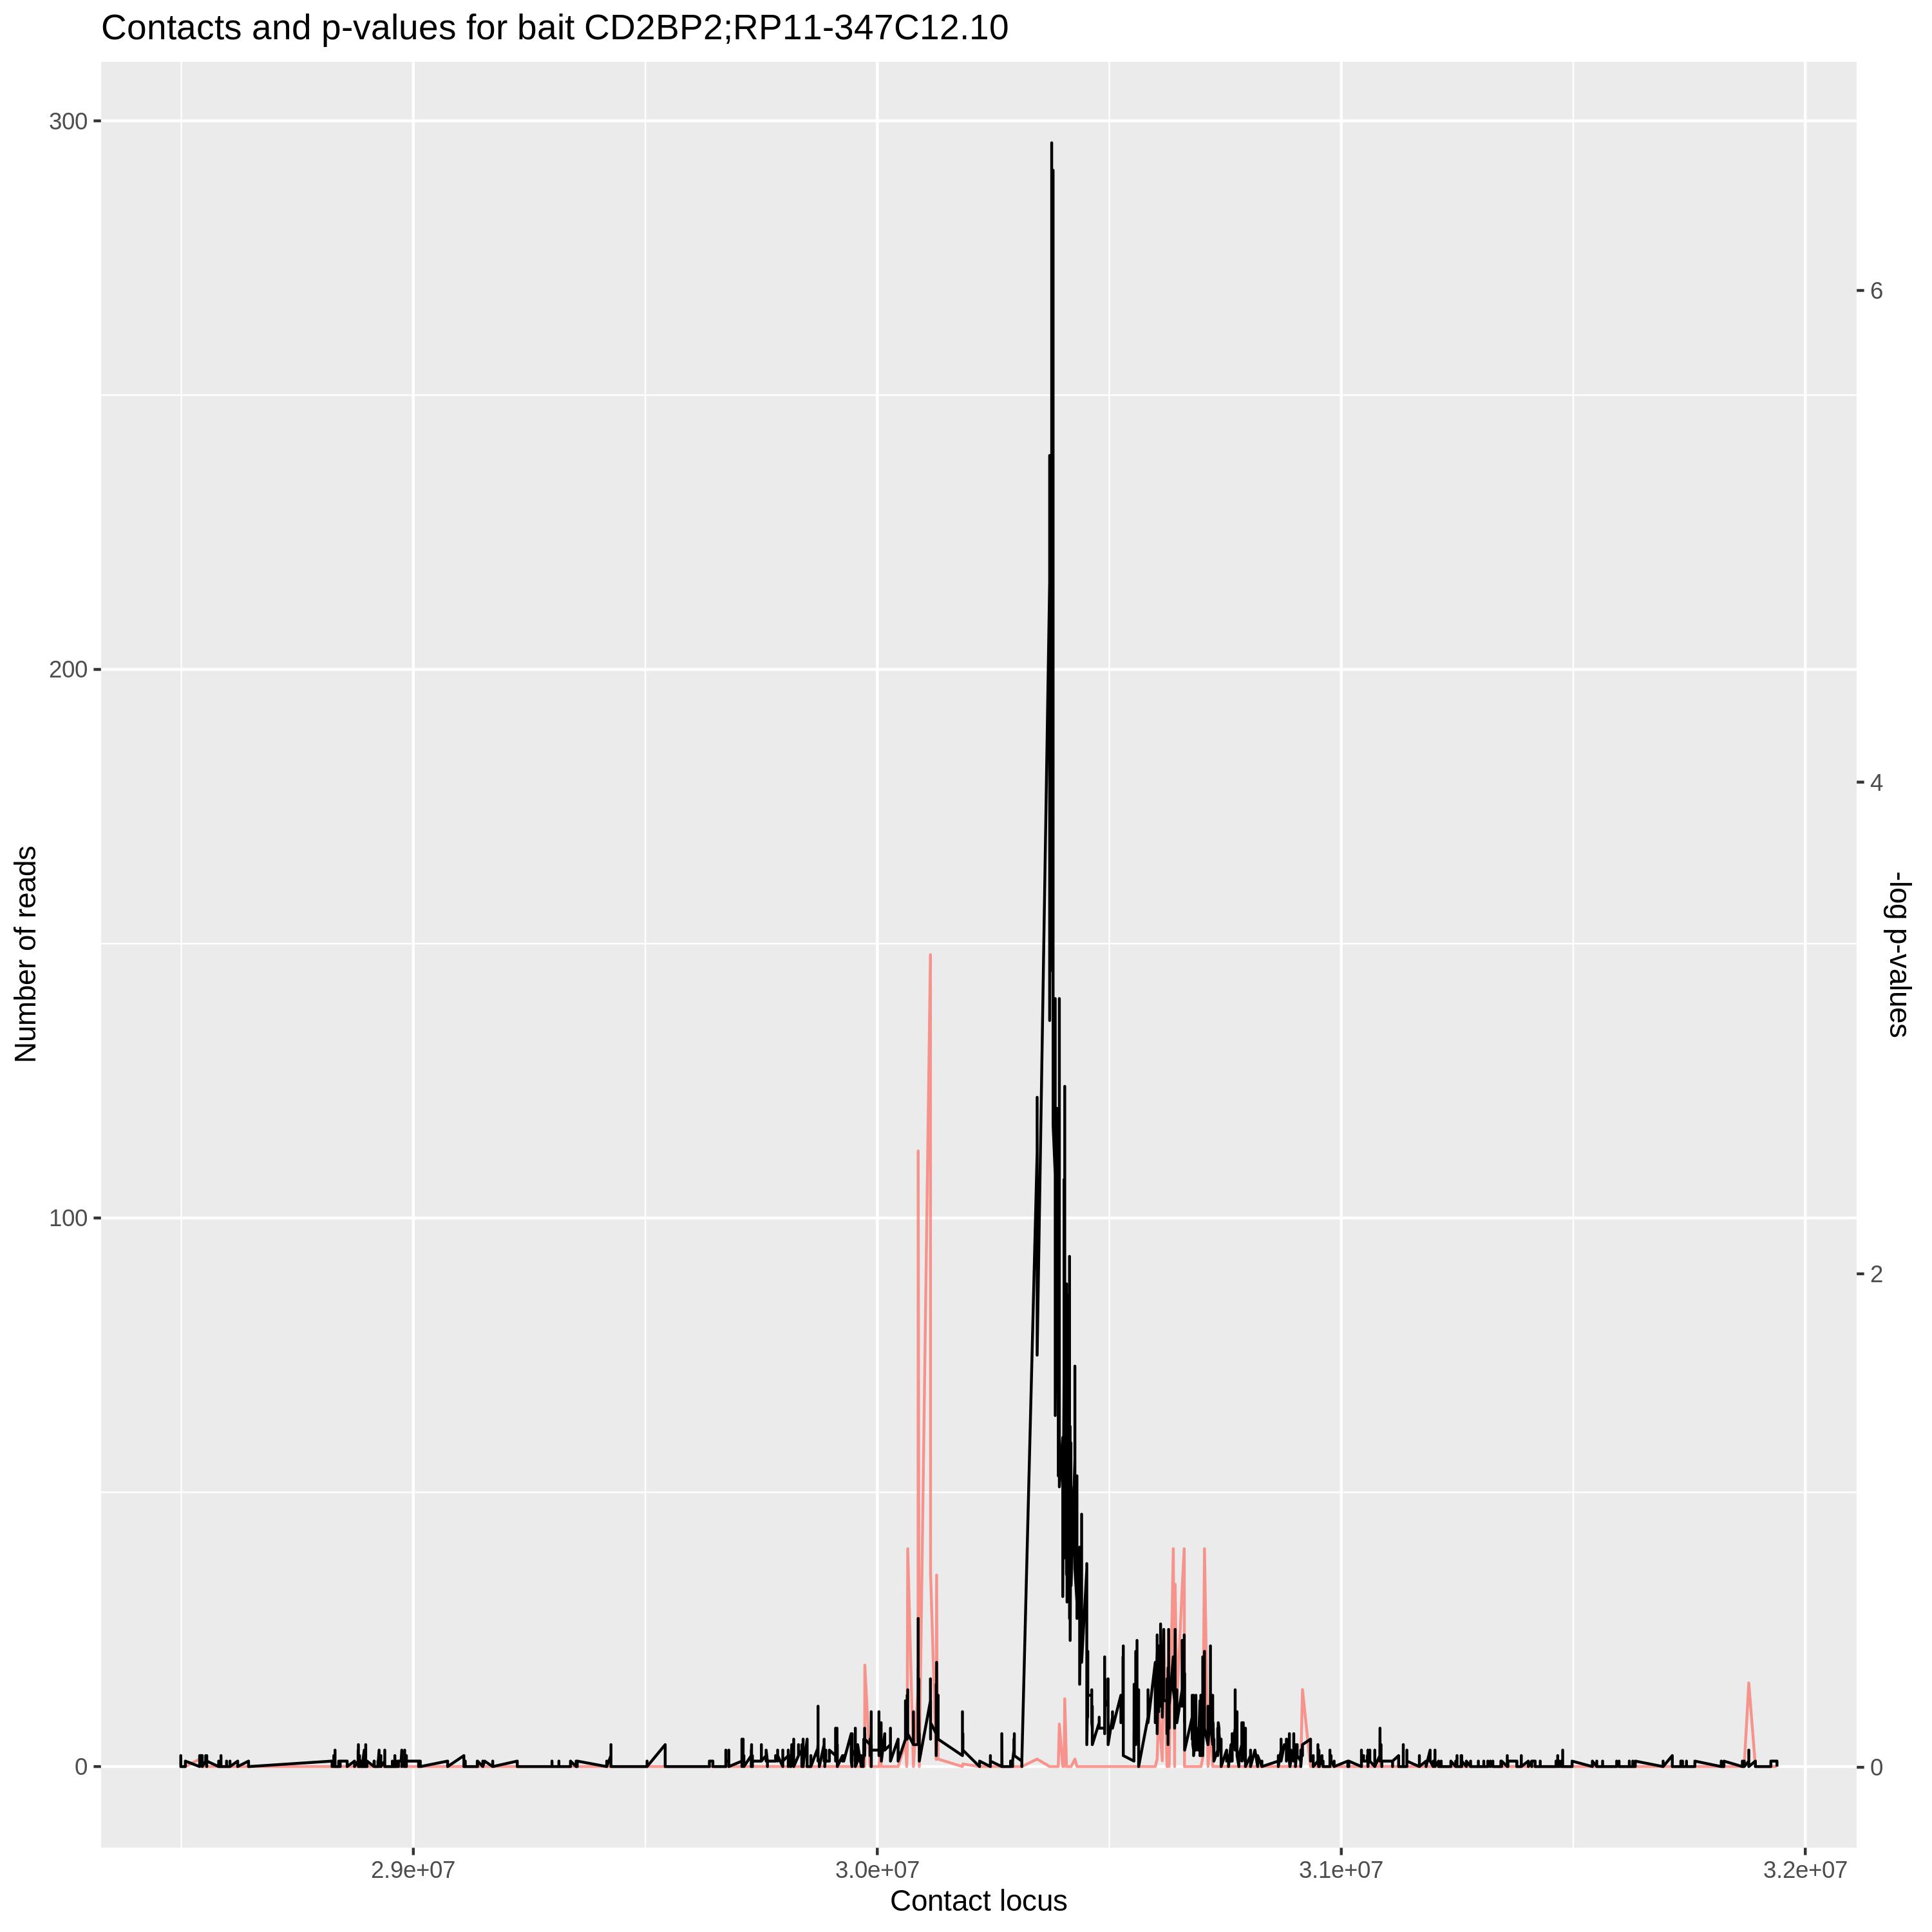 Contacts and p-values for bait CD2BP2;RP11-347C12.10
300
200
100
0
Number of reads
6
4
2
0
-log p-values
2.9e+07
3.0e+07
3.1e+07
3.2e+07
Contact locus